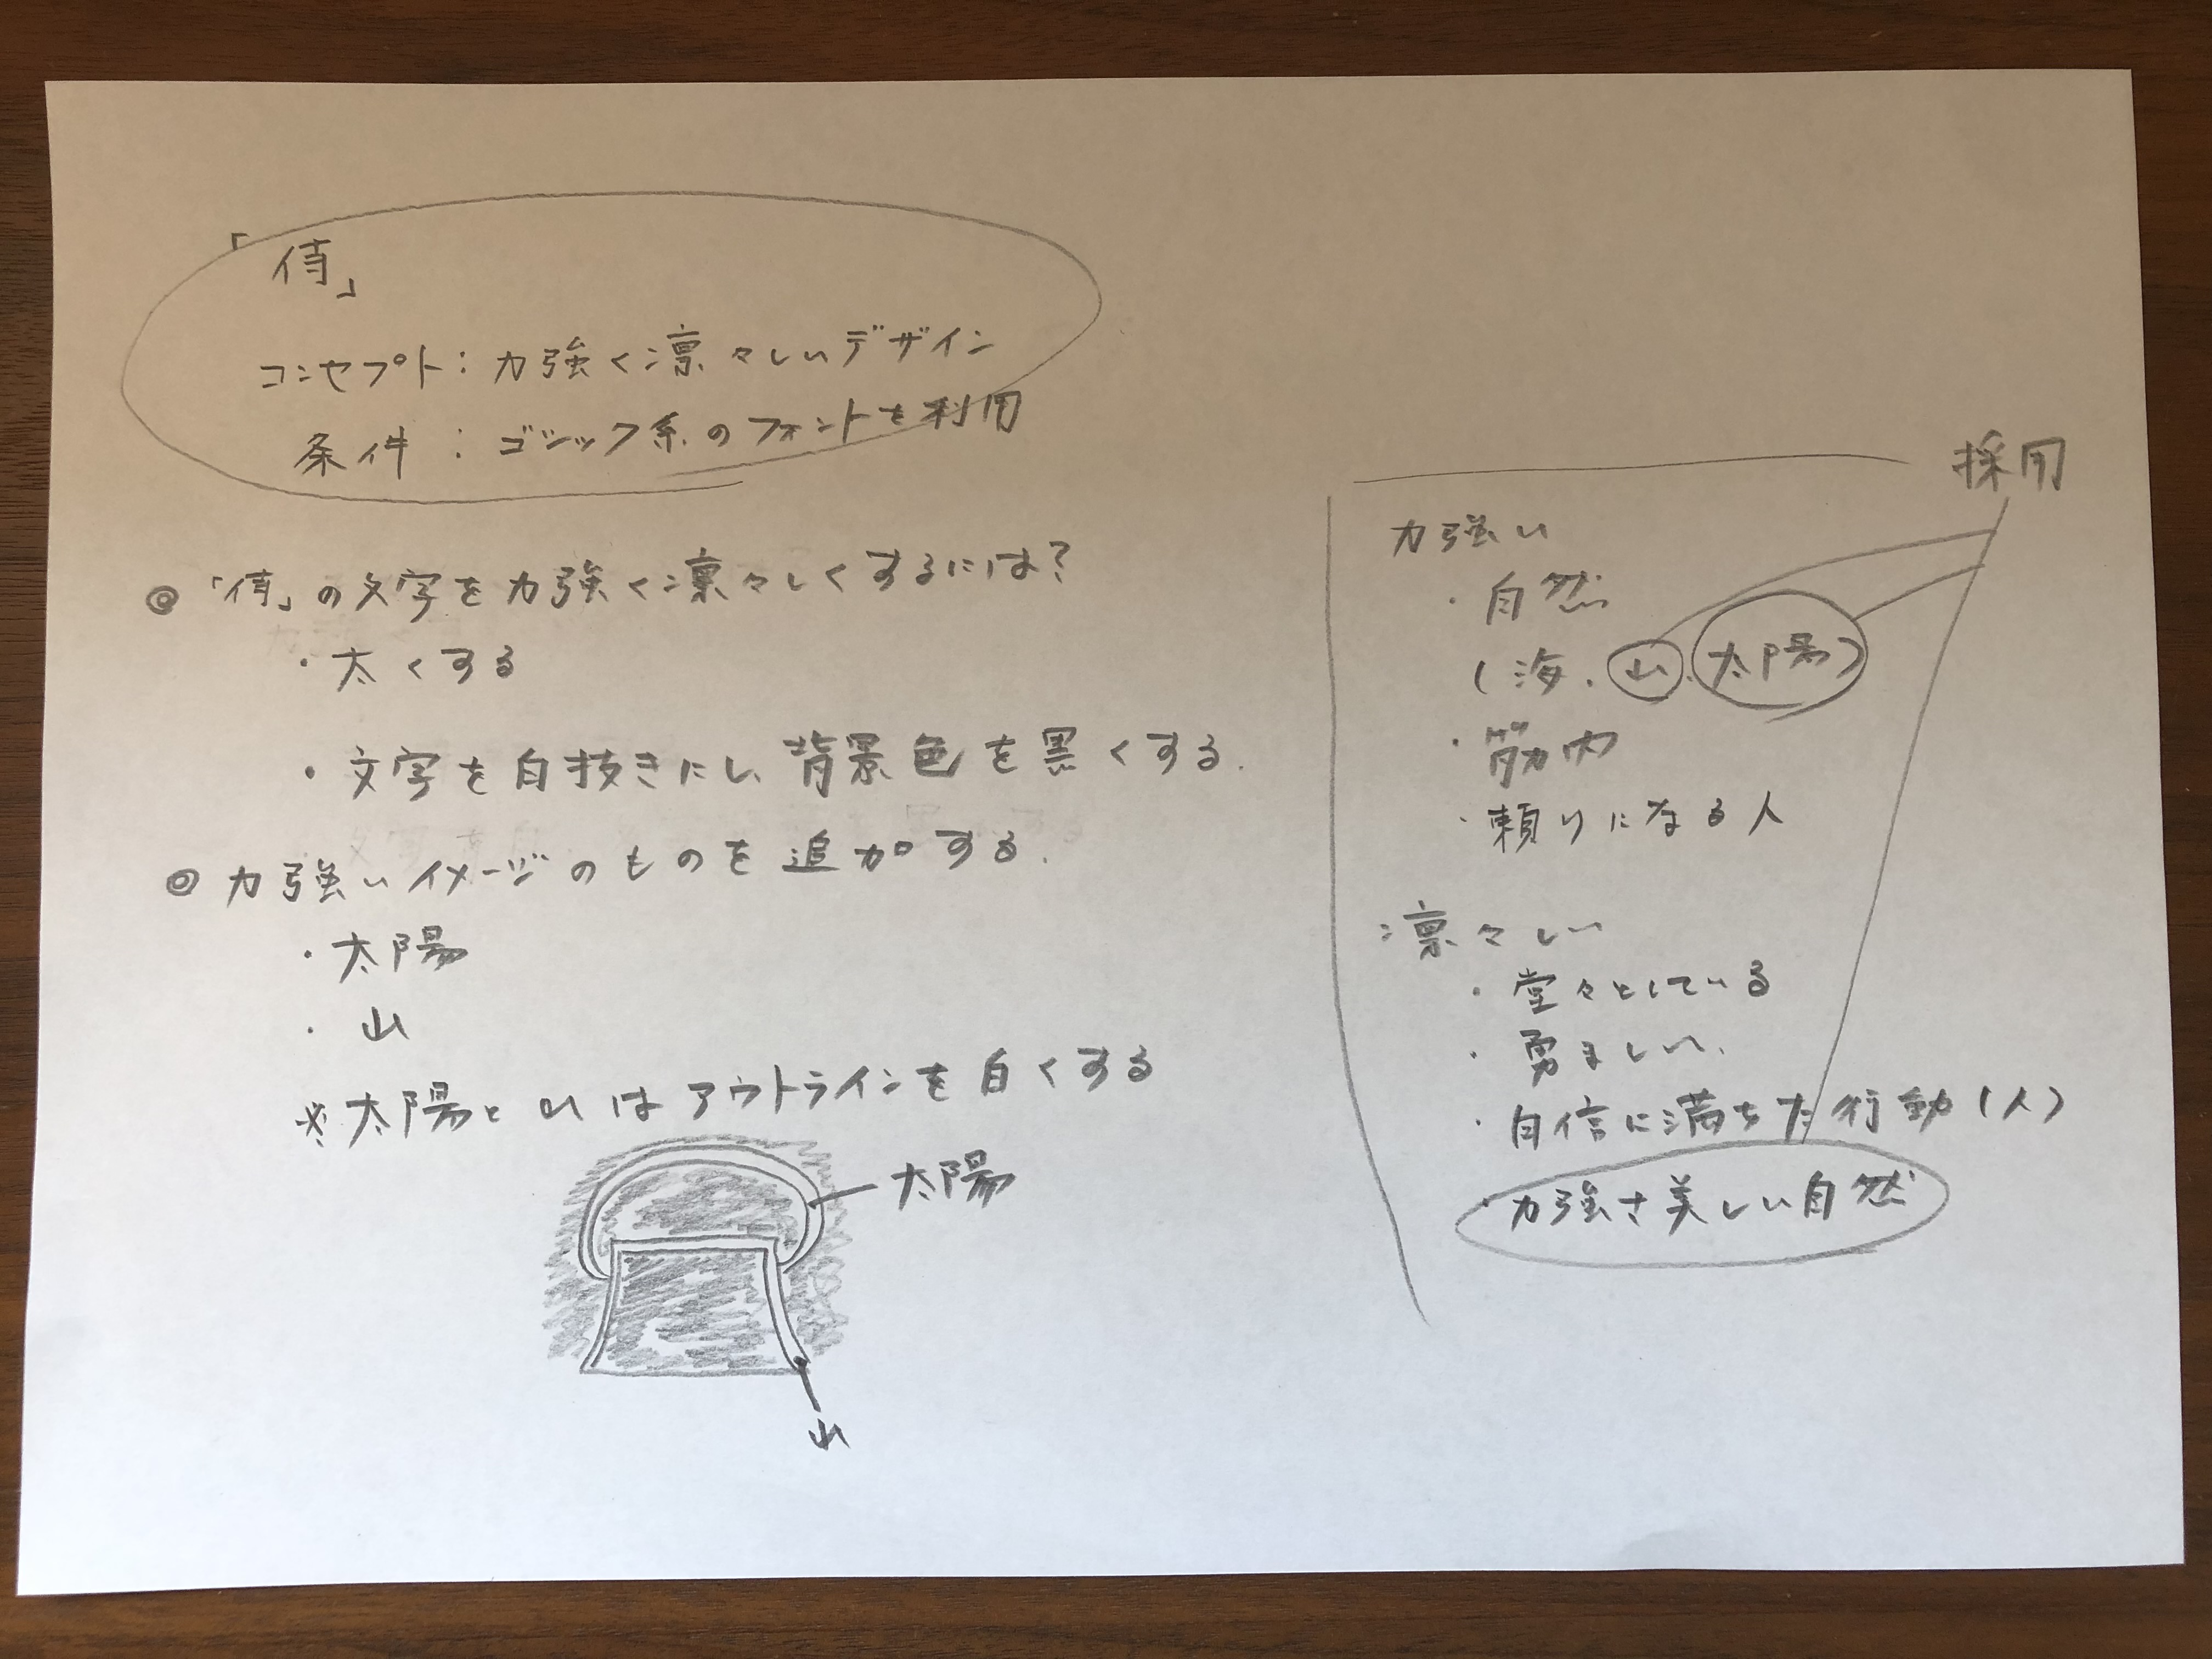 「侍」
コンセプト：力強く凛々しいデザイン
条件：ゴシック系のフォントを利用
◎「侍」の文字を力強く凛々しくするには？
・太くする
・文字を白抜きにし、背景色を黒くする.
◎力強いイメージのものを追加する.
・太陽
・山
※太陽と山はアウトラインを白くする
太陽
山
力強い
・自然
(海・山・太陽)
・筋肉
・頼りになる人
凛々しい
・堂々としている
・勇ましい、
・自信に満ちた行動(人)
力強+美しい自然
採用